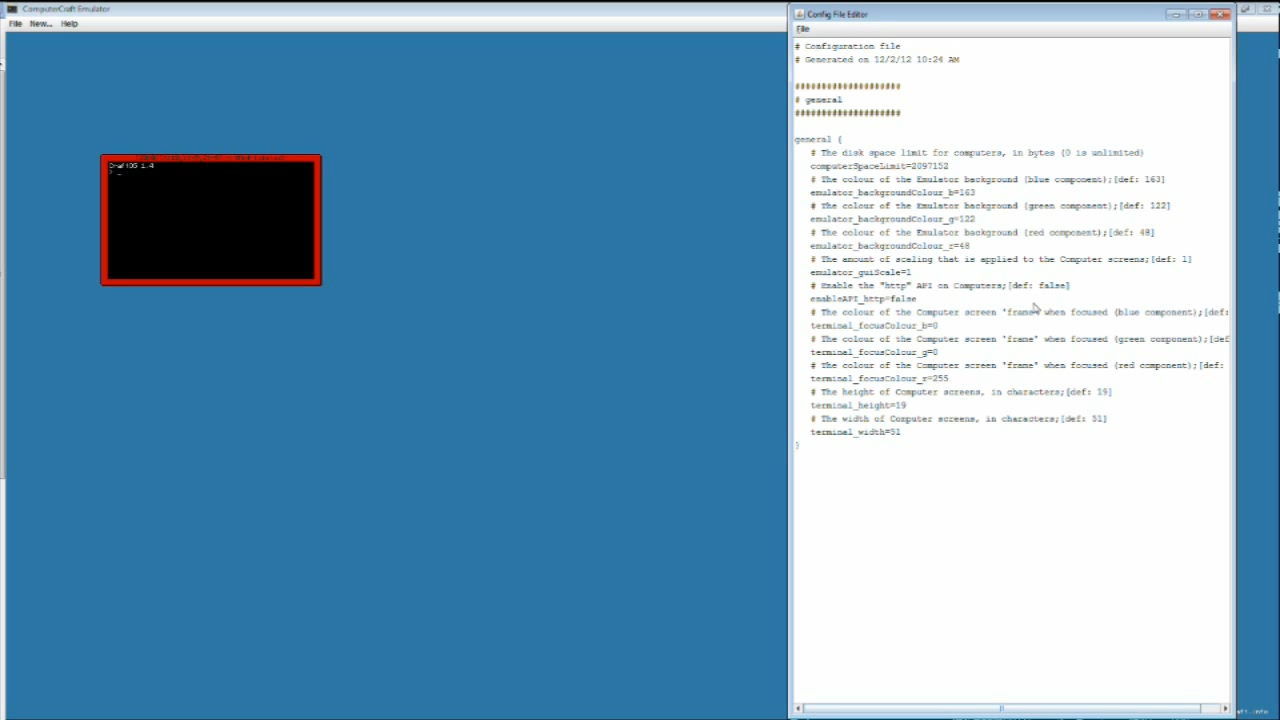 ComputerCraft Emulator
File New... Help
CraftOS 1.4
> _
Config File Editor
File
# Configuration file
# Generated on 12/2/12 10:24 AM
####################
# general
####################
general {
# The disk space limit for computers, in bytes (0 is unlimited)
computerSpaceLimit=2097152
# The colour of the Emulator background (blue component);[def: 163]
emulator_backgroundColour_b=163
# The colour of the Emulator background (green component);[def: 122]
emulator_backgroundColour_g=122
# The colour of the Emulator background (red component);[def: 48]
emulator_backgroundColour_r=48
# The amount of scaling that is applied to the Computer screens;[def: 1]
emulator_guiScale=1
# Enable the "http" API on Computers;[def: false]
enableAPI_http=false
# The colour of the Computer screen 'frame' when focused (blue component);[def:
terminal_focusColour_b=0
# The colour of the Computer screen 'frame' when focused (green component);[def
terminal_focusColour_g=0
# The colour of the Computer screen 'frame' when focused (red component);[def:
terminal_focusColour_r=255
# The height of Computer screens, in characters;[def: 19]
terminal_height=19
# The width of Computer screens, in characters;[def: 51]
terminal_width=51
}